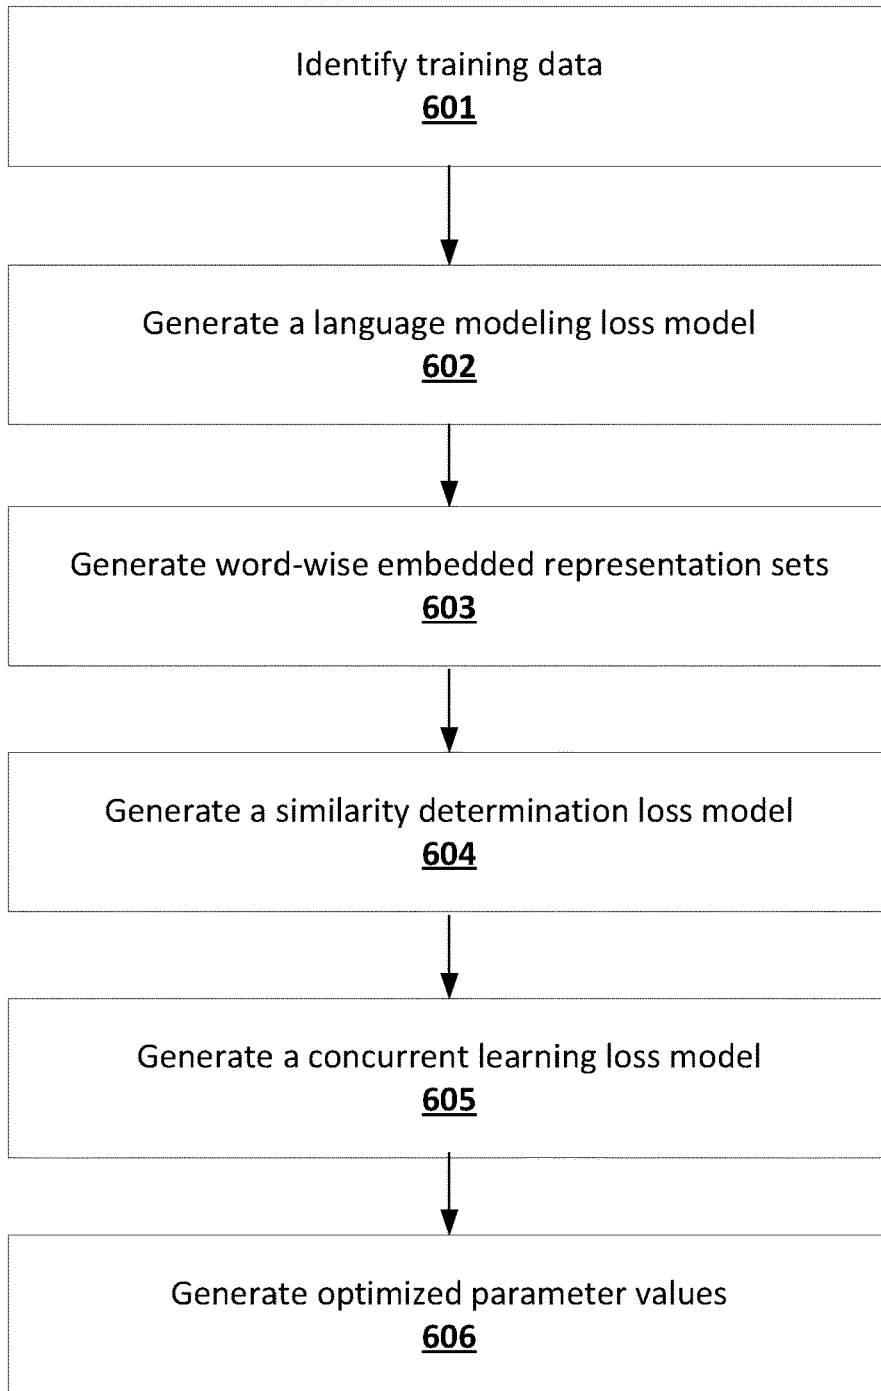 Identify training data
601
Generate a language modeling loss model
602
Generate word-wise embedded representation sets
603
Generate a similarity determination loss model
604
Generate a concurrent learning loss model
605
Generate optimized parameter values
606